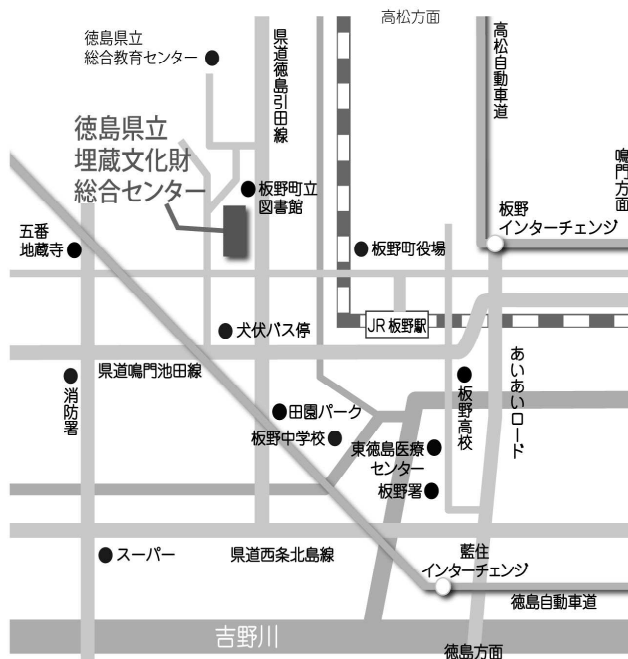 高松方面
徳島県立
総合教育センター
県道徳島引田線
高松自動車道
徳島県立
埋蔵文化財
総合センター
鳴門方面
板野町立
図書館
板野
インターチェンジ
五番
地蔵寺
板野町役場
犬伏バス停
JR板野駅
県道鳴門池田線
あいあいロード
消防署
板野高校
田園パーク
板野中学校
東徳島医療
センター
板野署
スーパー
県道西条北島線
藍住
インターチェンジ
徳島自動車道
吉野川
徳島方面